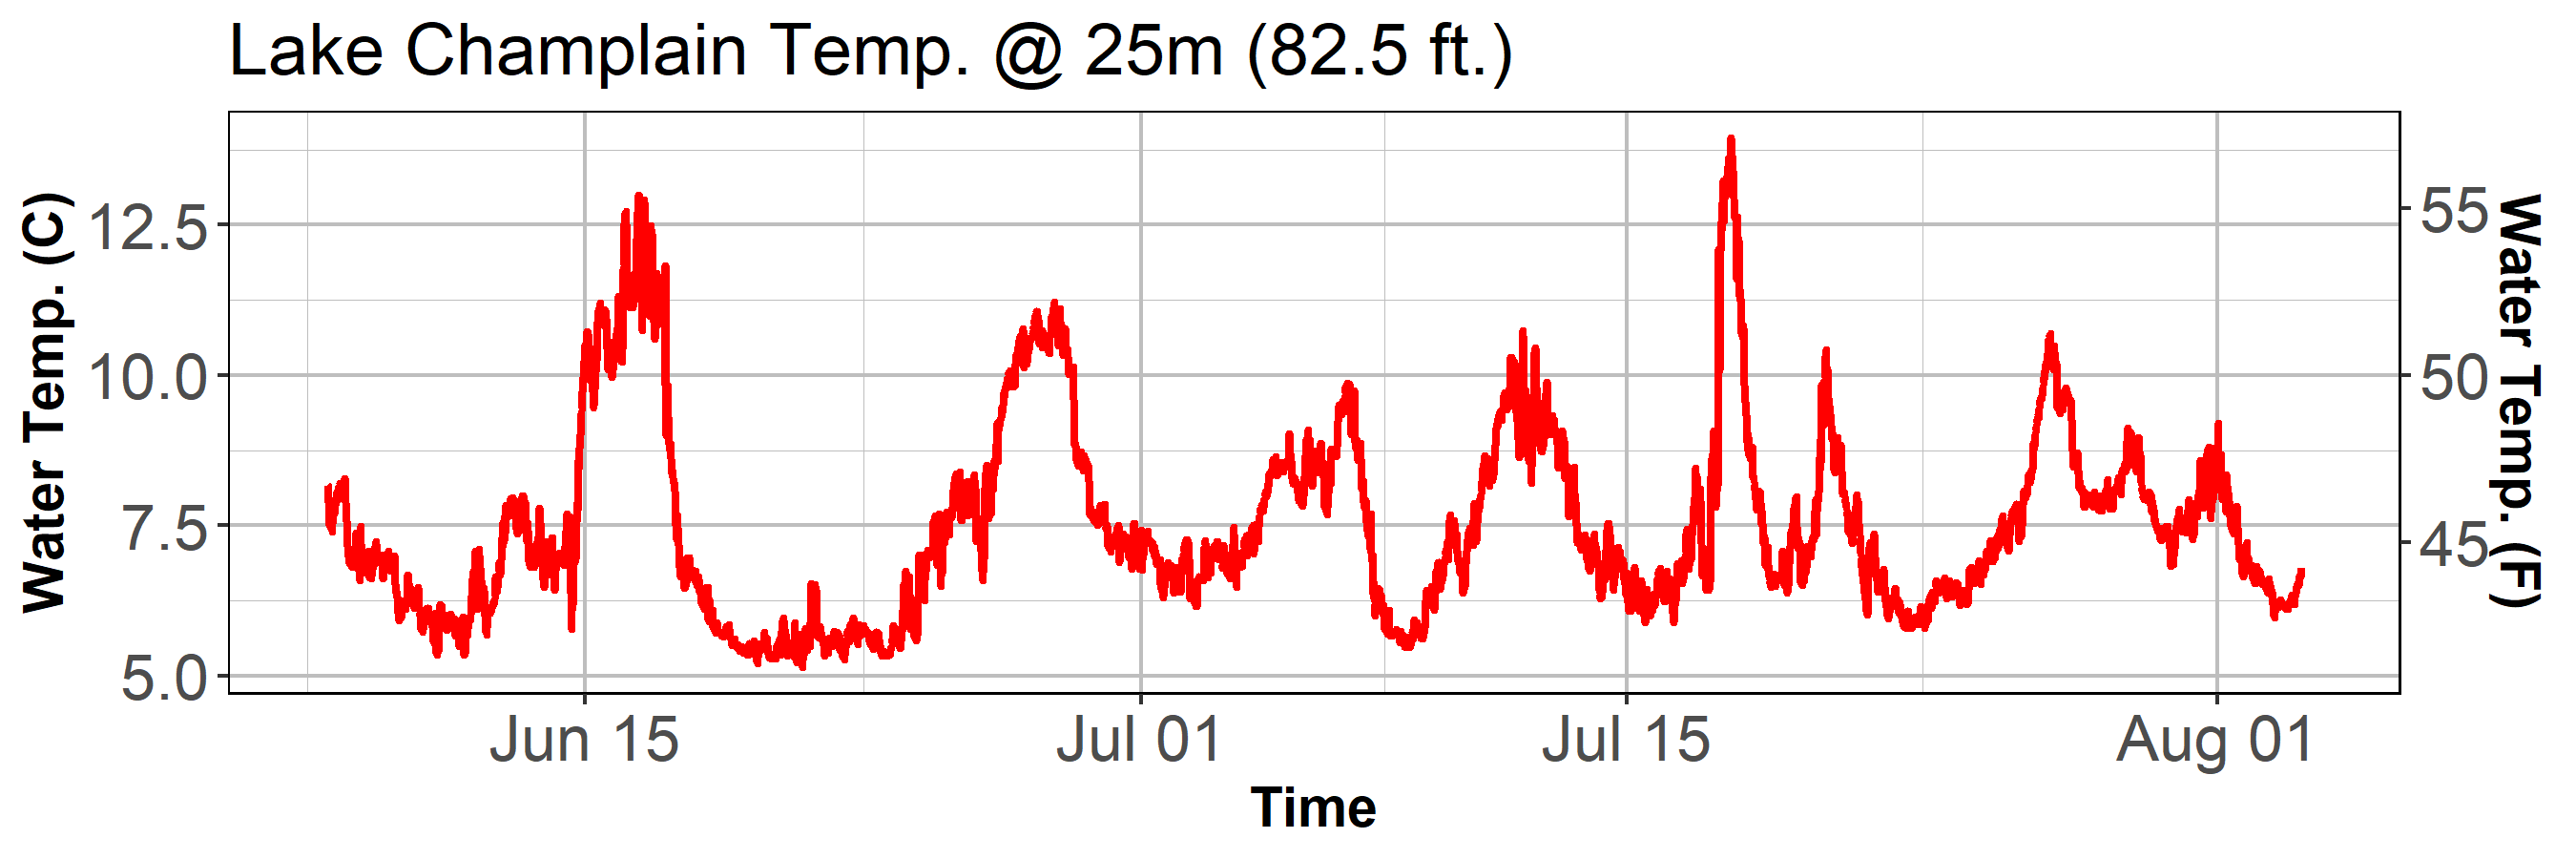 Lake Champlain Temp. @ 25m (82.5 ft.)
Water Temp. (C)
12.5
10.0
7.5
5.0
55
50
45
Water Temp. (F)
Jun 15
Jul 01
Jul 15
Aug 01
Time